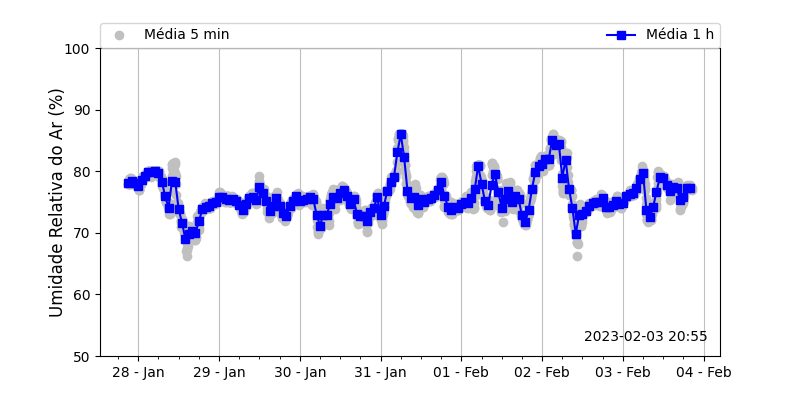 Média 5 min
Média 1 h
Umidade Relativa do Ar (%)
100
90
80
70
60
50
2023-02-03 20:55
28 - Jan
29 - Jan
30 - Jan
31 - Jan
01 - Feb
02 - Feb
03 - Feb
04 - Feb